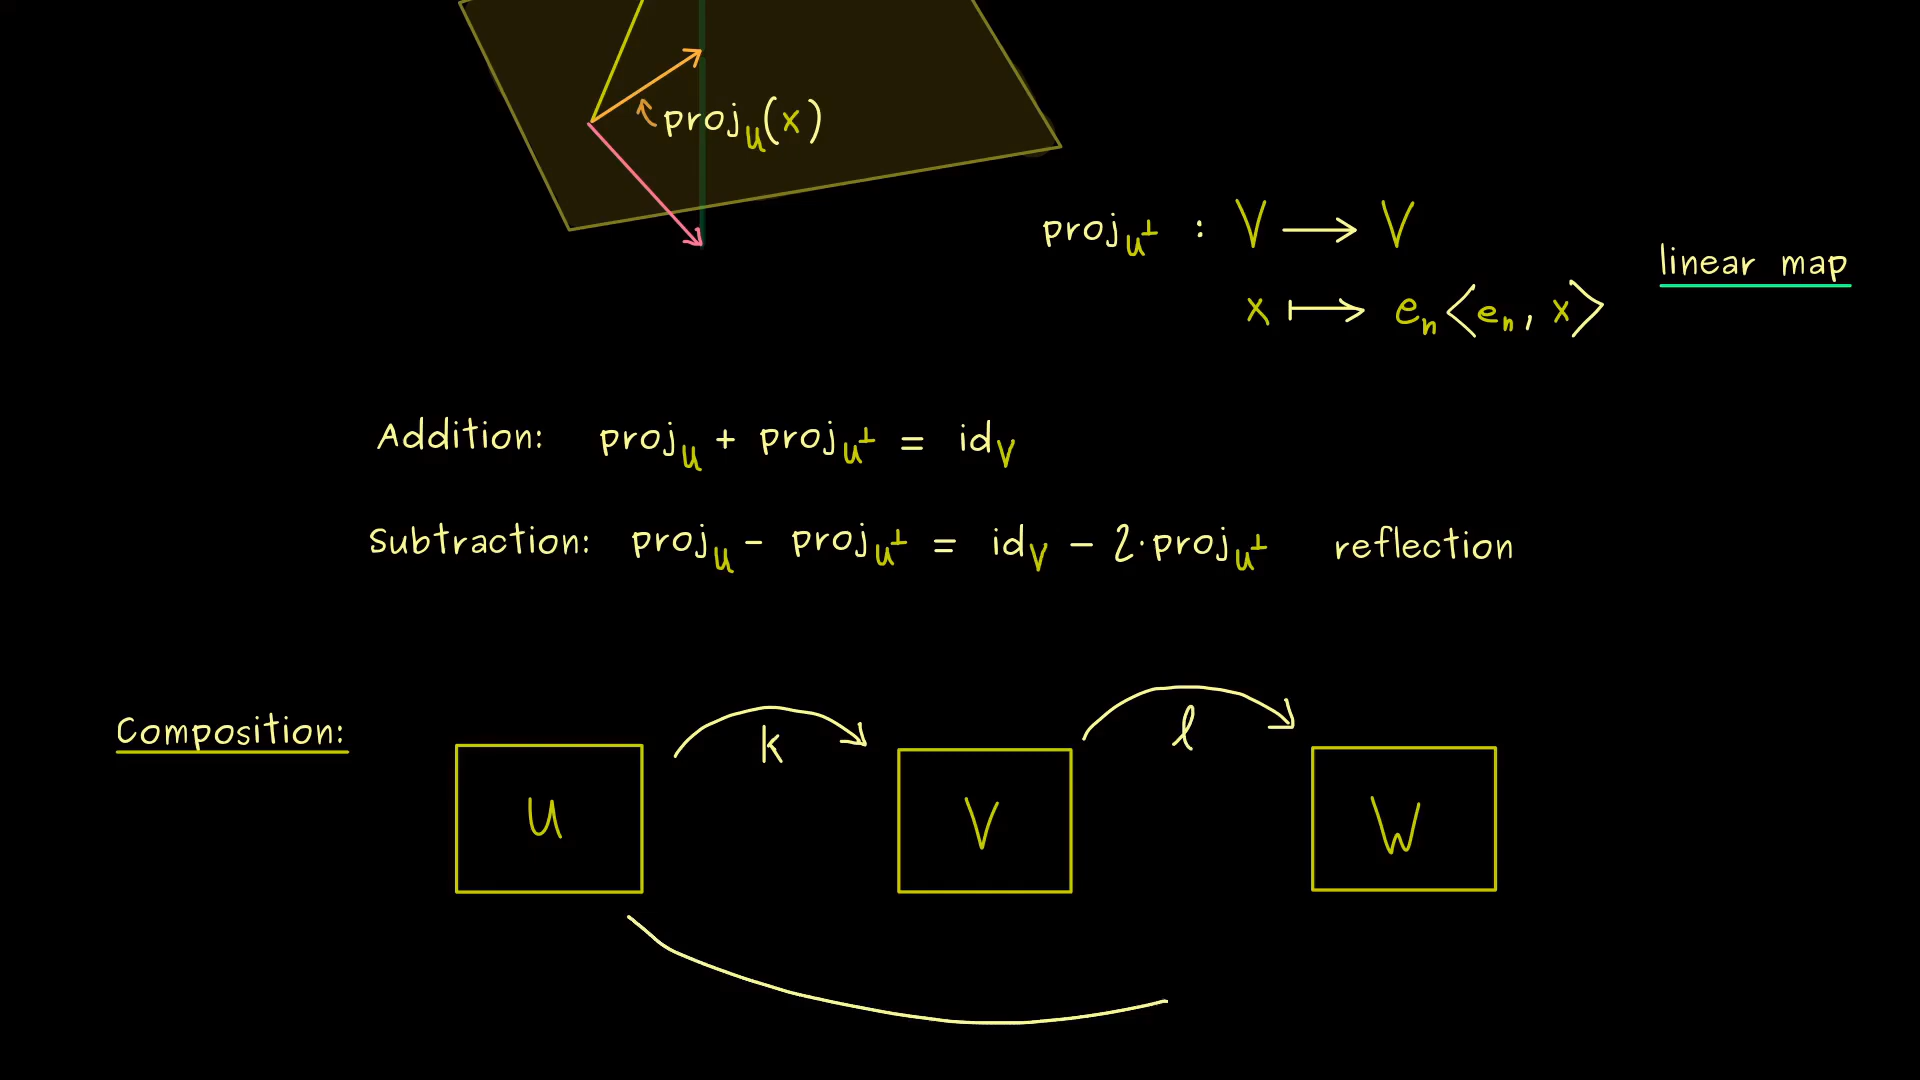 proj_U(x)
proj_U⊥ : V ⟶ V
x ⟼ e_n⟨e_n, x⟩
linear map
Addition: proj_U + proj_U⊥ = id_V
Subtraction: proj_U - proj_U⊥ = id_V - 2·proj_U⊥ reflection
Composition:
k ℓ
U V W